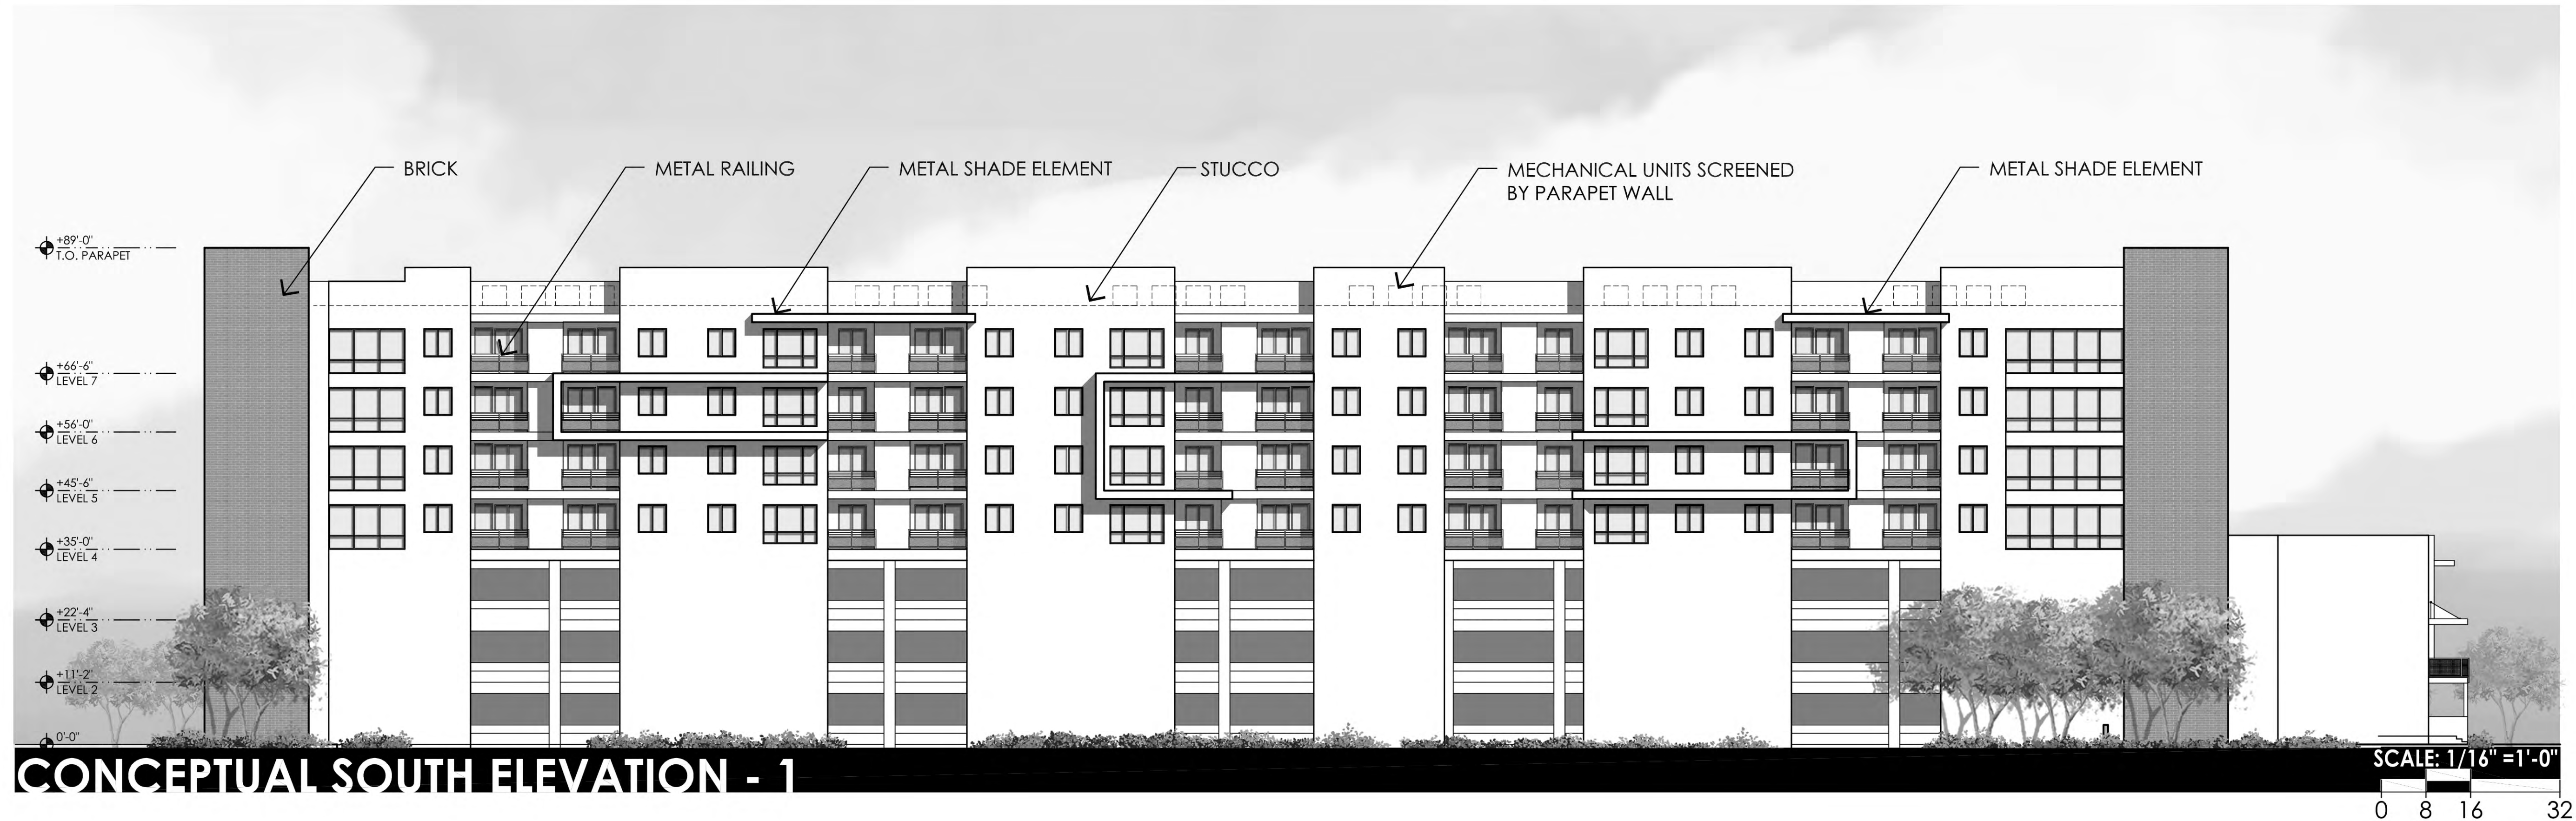 BRICK
METAL RAILING
METAL SHADE ELEMENT
STUCCO
MECHANICAL UNITS SCREENED
BY PARAPET WALL
METAL SHADE ELEMENT
+89'-0"
T.O. PARAPET
+66'-6"
LEVEL 7
+56'-0"
LEVEL 6
+45'-6"
LEVEL 5
+35'-0"
LEVEL 4
+22'-4"
LEVEL 3
+11'-2"
LEVEL 2
0'-0"
CONCEPTUAL SOUTH ELEVATION - 1
SCALE: 1/16" =1'-0"
0 8 16 32